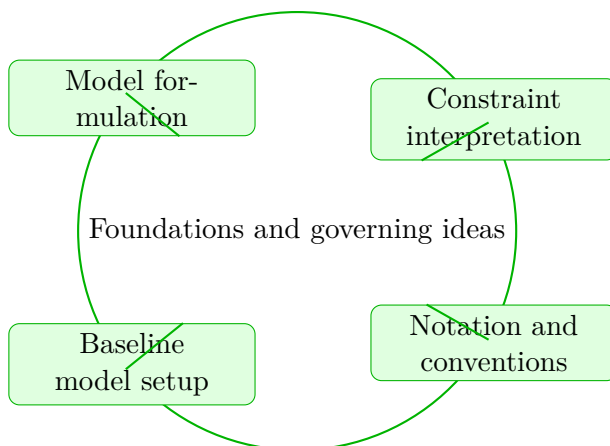 Model for-
mulation
Constraint
interpretation
Foundations and governing ideas
Baseline
model setup
Notation and
conventions